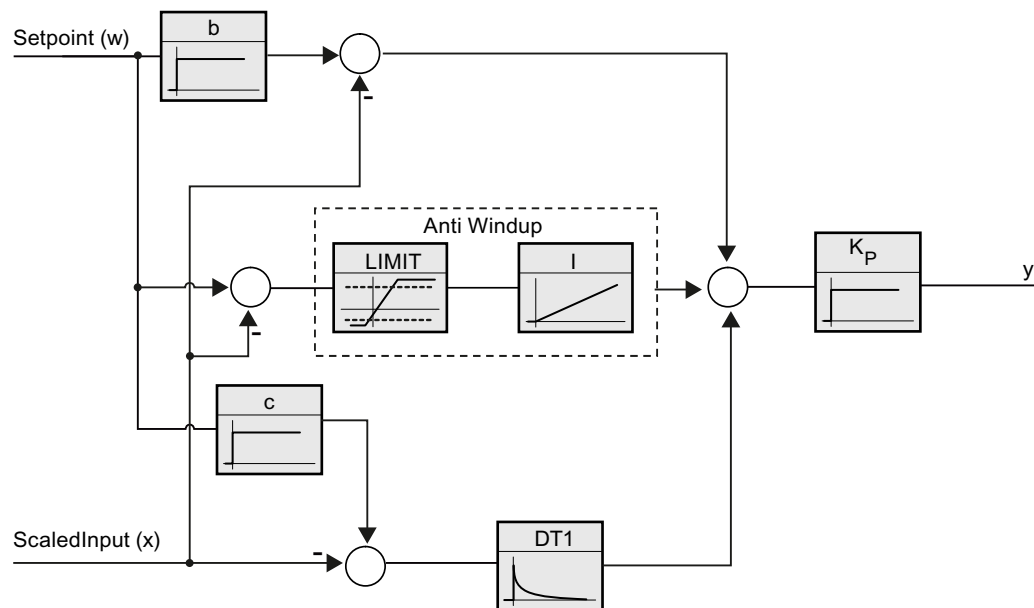 Setpoint (w)
b
-
Anti Windup
LIMIT
I
K_P
y
-
c
ScaledInput (x)
-
DT1